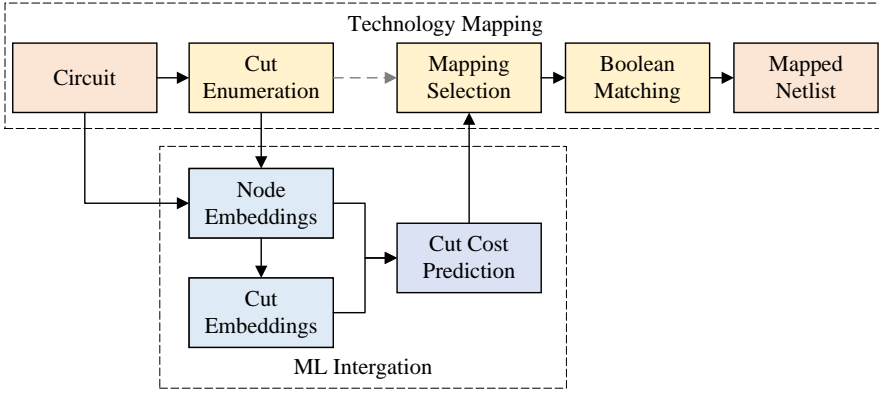 Technology Mapping
Circuit
Cut
Enumeration
Mapping
Selection
Boolean
Matching
Mapped
Netlist
Node
Embeddings
Cut Cost
Prediction
Cut
Embeddings
ML Intergation